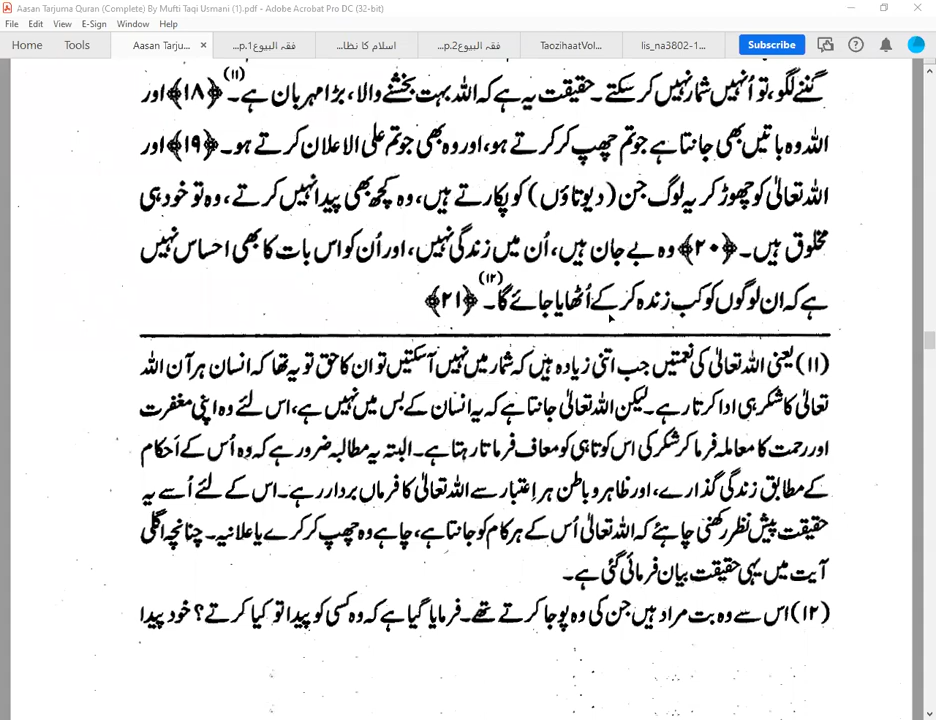 Aasan Tarjuma Quran (Complete) By Mufti Taqi Usmani (1).pdf - Adobe Acrobat Pro DC (32-bit)
File Edit View E-Sign Window Help
Home Tools Aasan Tarju... × ...فقہ البیوع p.1 اسلام کا نظا... ...فقہ البیوع p.2 TaozihaatVol... lis_na3802-1... Subscribe
گننے لگو، تو اُنہیں شمار نہیں کر سکتے۔ حقیقت یہ ہے کہ اللہ بہت بخشنے والا، بڑا مہربان ہے۔(۱۱) ﴿۱۸﴾ اور
اللہ وہ باتیں بھی جانتا ہے جو تم چھپ کر کرتے ہو، اور وہ بھی جو تم علی الاعلان کرتے ہو۔ ﴿۱۹﴾ اور
اللہ تعالیٰ کو چھوڑ کر یہ لوگ جن (دیوتاؤں) کو پکارتے ہیں، وہ کچھ بھی پیدا نہیں کرتے، وہ تو خود ہی
مخلوق ہیں۔ ﴿۲۰﴾ وہ بے جان ہیں، اُن میں زندگی نہیں، اور اُن کو اس بات کا بھی احساس نہیں
ہے کہ ان لوگوں کو کب زندہ کر کے اُٹھایا جائے گا۔(۱۲) ﴿۲۱﴾
(۱۱) یعنی اللہ تعالیٰ کی نعمتیں جب اتنی زیادہ ہیں کہ شمار میں نہیں آسکتیں تو ان کا حق تو یہ تھا کہ انسان ہر آن اللہ
تعالیٰ کا شکر ہی ادا کرتا رہے۔ لیکن اللہ تعالیٰ جانتا ہے کہ یہ انسان کے بس میں نہیں ہے، اس لئے وہ اپنی مغفرت
اور رحمت کا معاملہ فرما کر شکر کی اس کوتاہی کو معاف فرماتا رہتا ہے۔ البتہ یہ مطالبہ ضرور ہے کہ وہ اُس کے اَحکام
کے مطابق زندگی گذارے، اور ظاہر و باطن ہر اِعتبار سے اللہ تعالیٰ کا فرماں بردار رہے۔ اس کے لئے اُسے یہ
حقیقت پیش نظر رکھنی چاہئے کہ اللہ تعالیٰ اُس کے ہر کام کو جانتا ہے، چاہے وہ چھپ کر کرے یا علانیہ۔ چنانچہ اگلی
آیت میں یہی حقیقت بیان فرمائی گئی ہے۔
(۱۲) اس سے وہ بت مراد ہیں جن کی وہ پوجا کرتے تھے۔ فرمایا گیا ہے کہ وہ کسی کو پیدا تو کیا کرتے؟ خود پیدا